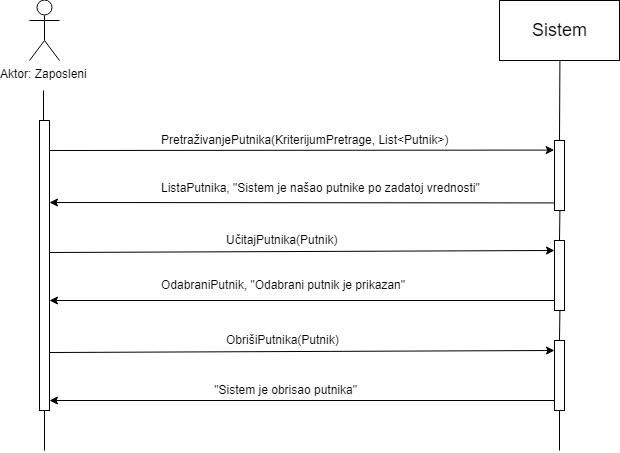 Sistem
Aktor: Zaposleni
PretraživanjePutnika(KriterijumPretrage, List<Putnik>)
ListaPutnika, "Sistem je našao putnike po zadatoj vrednosti"
UčitajPutnika(Putnik)
OdabraniPutnik, "Odabrani putnik je prikazan"
ObrišiPutnika(Putnik)
"Sistem je obrisao putnika"